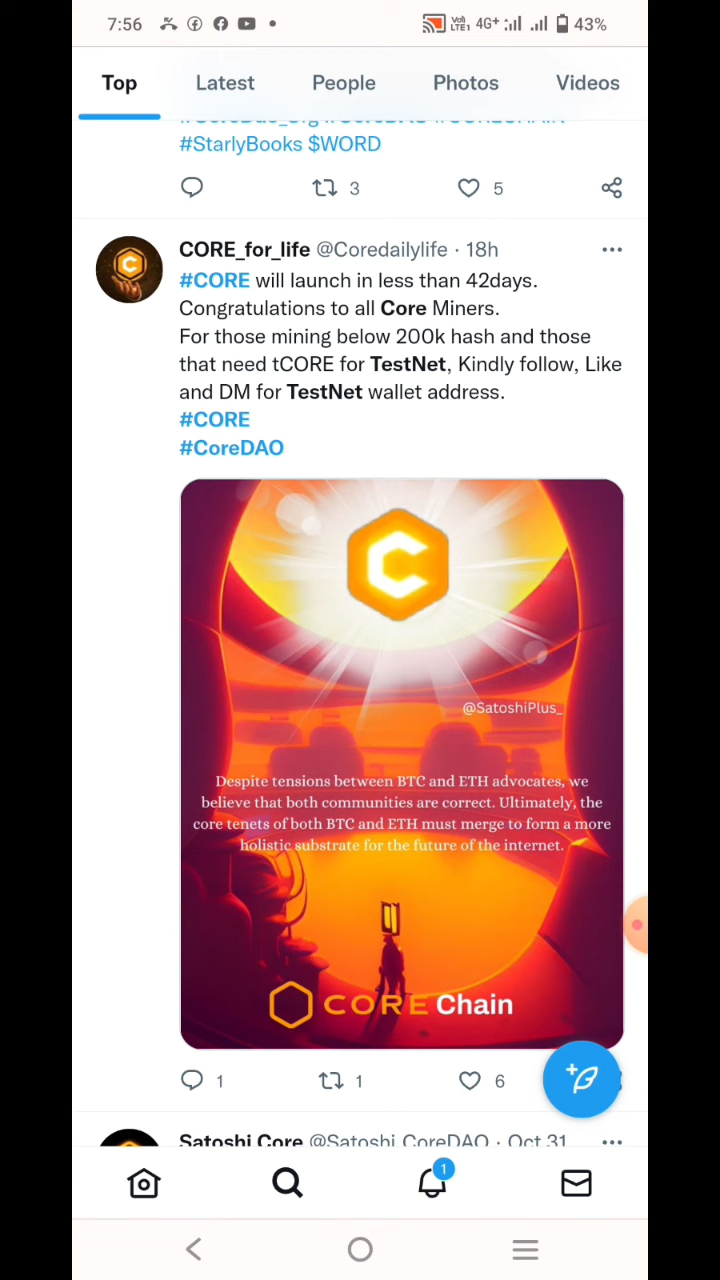 7:56 Vo) LTE1 4G+ 43%
Top Latest People Photos Videos
#StarlyBooks $WORD
3 5
CORE_for_life @Coredailylife · 18h
#CORE will launch in less than 42days.
Congratulations to all Core Miners.
For those mining below 200k hash and those
that need tCORE for TestNet, Kindly follow, Like
and DM for TestNet wallet address.
#CORE
#CoreDAO
C
@SatoshiPlus_
Despite tensions between BTC and ETH advocates, we
believe that both communities are correct. Ultimately, the
core tenets of both BTC and ETH must merge to form a more
holistic substrate for the future of the internet.
CORE Chain
1 1 6
Satoshi Core @Satoshi_CoreDAO · Oct 31
1